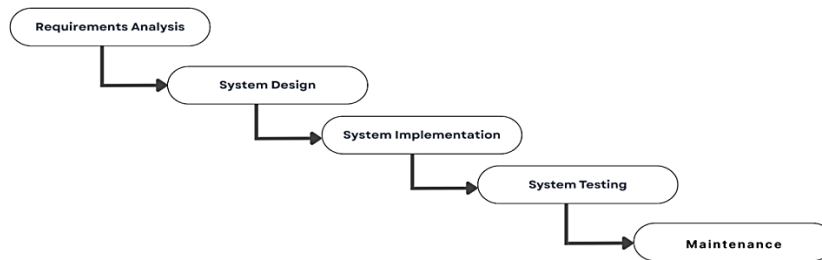 Requirements Analysis
System Design
System Implementation
System Testing
Maintenance